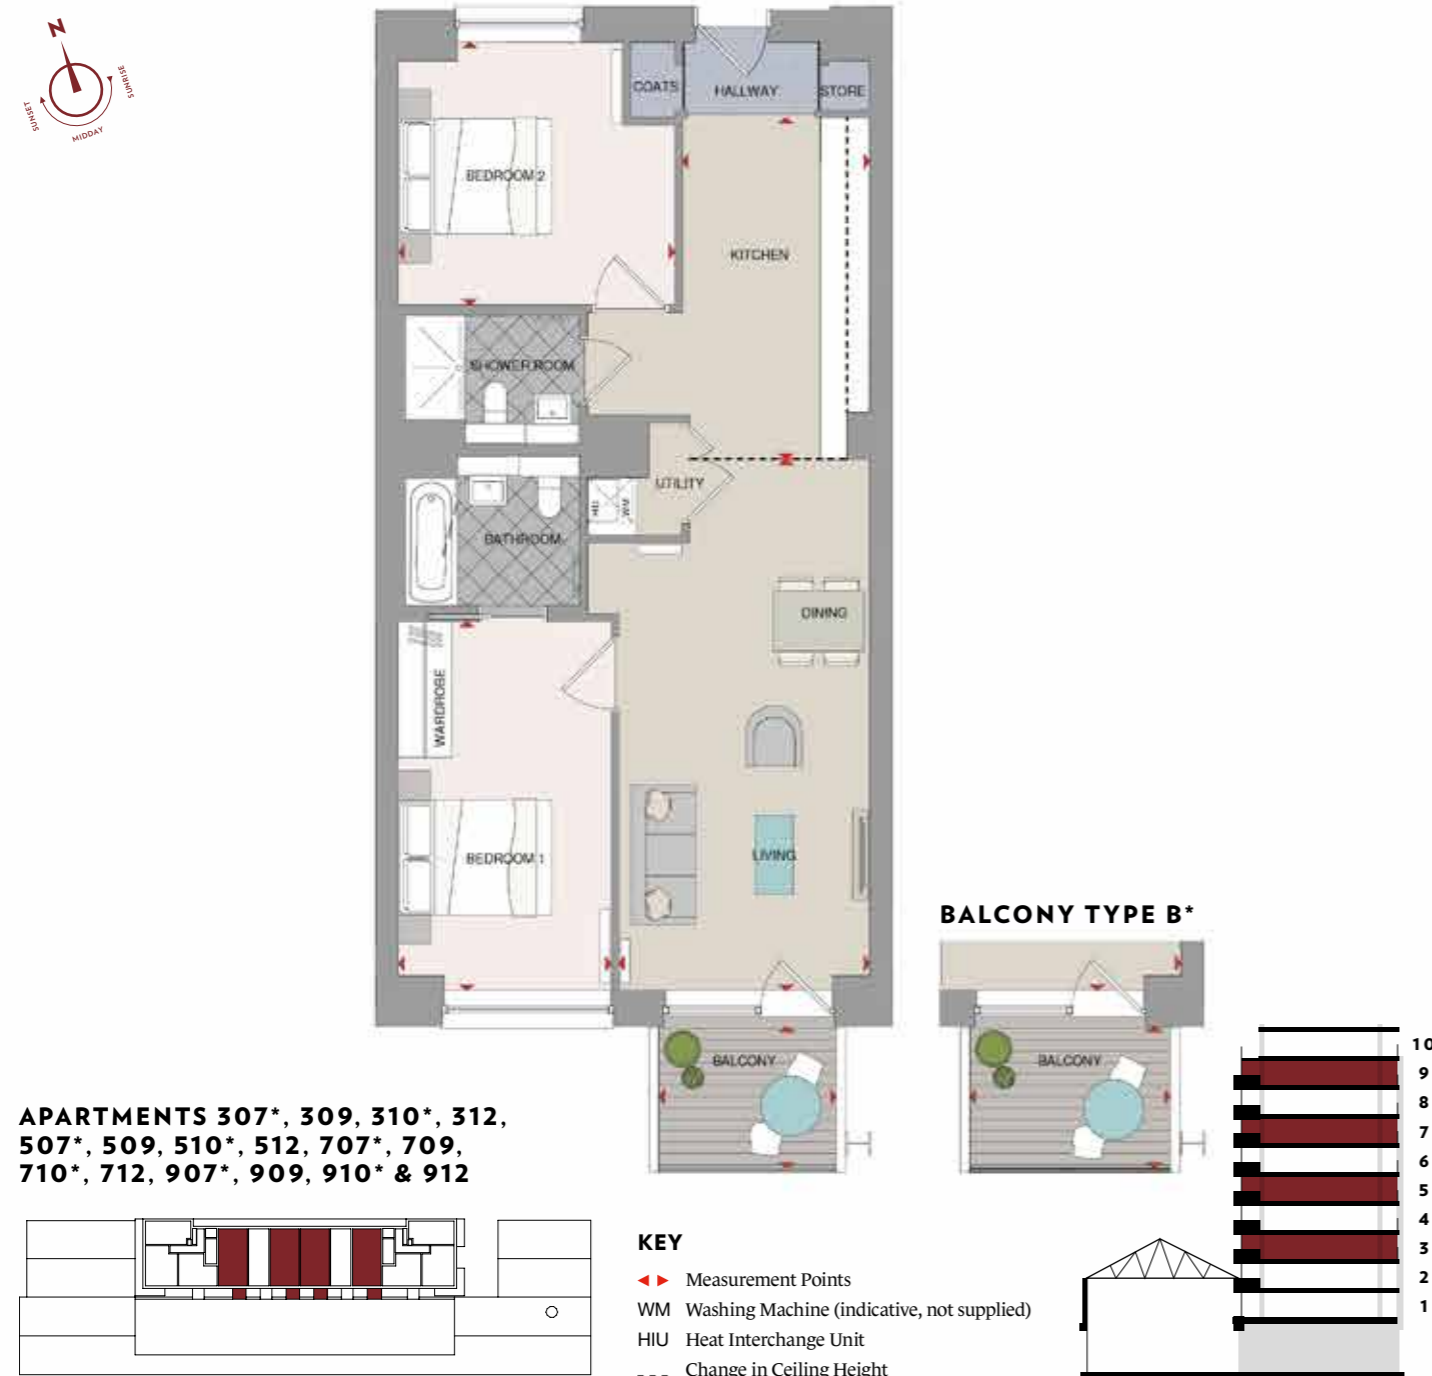 N
SUNRISE
SUNSET
MIDDAY
COATS
HALLWAY
STORE
BEDROOM 2
KITCHEN
SHOWER ROOM
UTILITY
HIU
WM
BATHROOM
DINING
WARDROBE
BEDROOM 1
LIVING
BALCONY
BALCONY TYPE B*
BALCONY
APARTMENTS 307*, 309, 310*, 312,
507*, 509, 510*, 512, 707*, 709,
710*, 712, 907*, 909, 910* & 912
KEY
Measurement Points
WM Washing Machine (indicative, not supplied)
HIU Heat Interchange Unit
Change in Ceiling Height
10
9
8
7
6
5
4
3
2
1